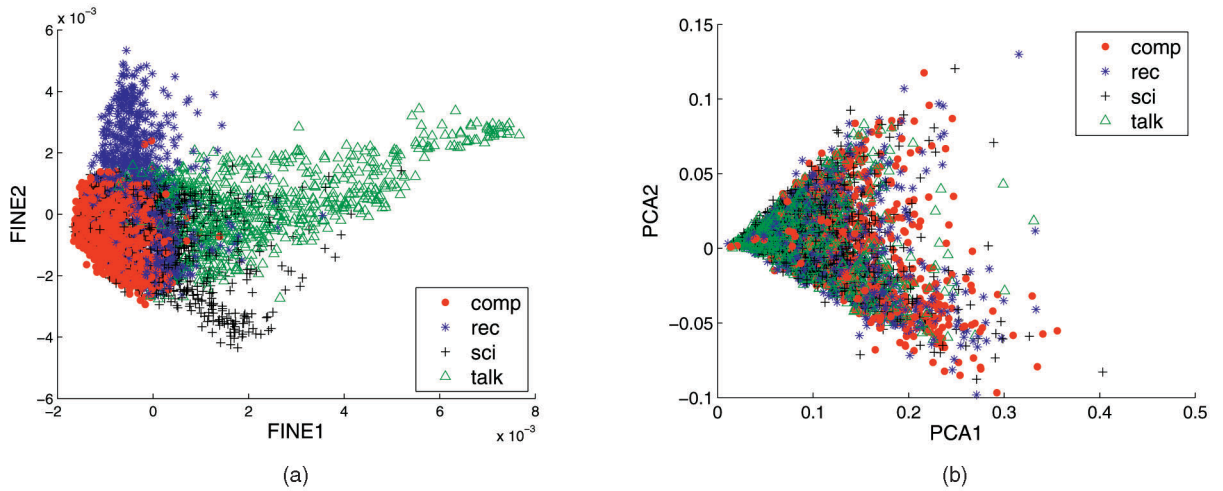 x 10⁻³
6
4
2
0
−2
−4
−6
−2
0
2
4
6
8
x 10⁻³
FINE1
FINE2
comp
rec
sci
talk
(a)
0.15
0.1
0.05
0
−0.05
−0.1
0
0.1
0.2
0.3
0.4
0.5
PCA1
PCA2
comp
rec
sci
talk
(b)